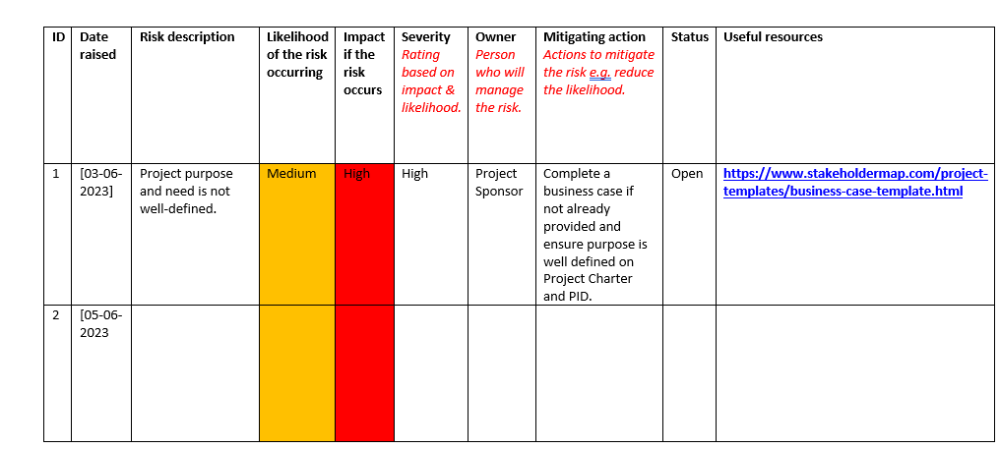 ID
Date
raised
Risk description
Likelihood
of the risk
occurring
Impact
if the
risk
occurs
Severity
Rating
based on
impact &
likelihood.
Owner
Person
who will
manage
the risk.
Mitigating action
Actions to mitigate
the risk e.g. reduce
the likelihood.
Status
Useful resources
1
[03-06-
2023]
Project purpose
and need is not
well-defined.
Medium
High
High
Project
Sponsor
Complete a
business case if
not already
provided and
ensure purpose is
well defined on
Project Charter
and PID.
Open
https://www.stakeholdermap.com/project-
templates/business-case-template.html
2
[05-06-
2023